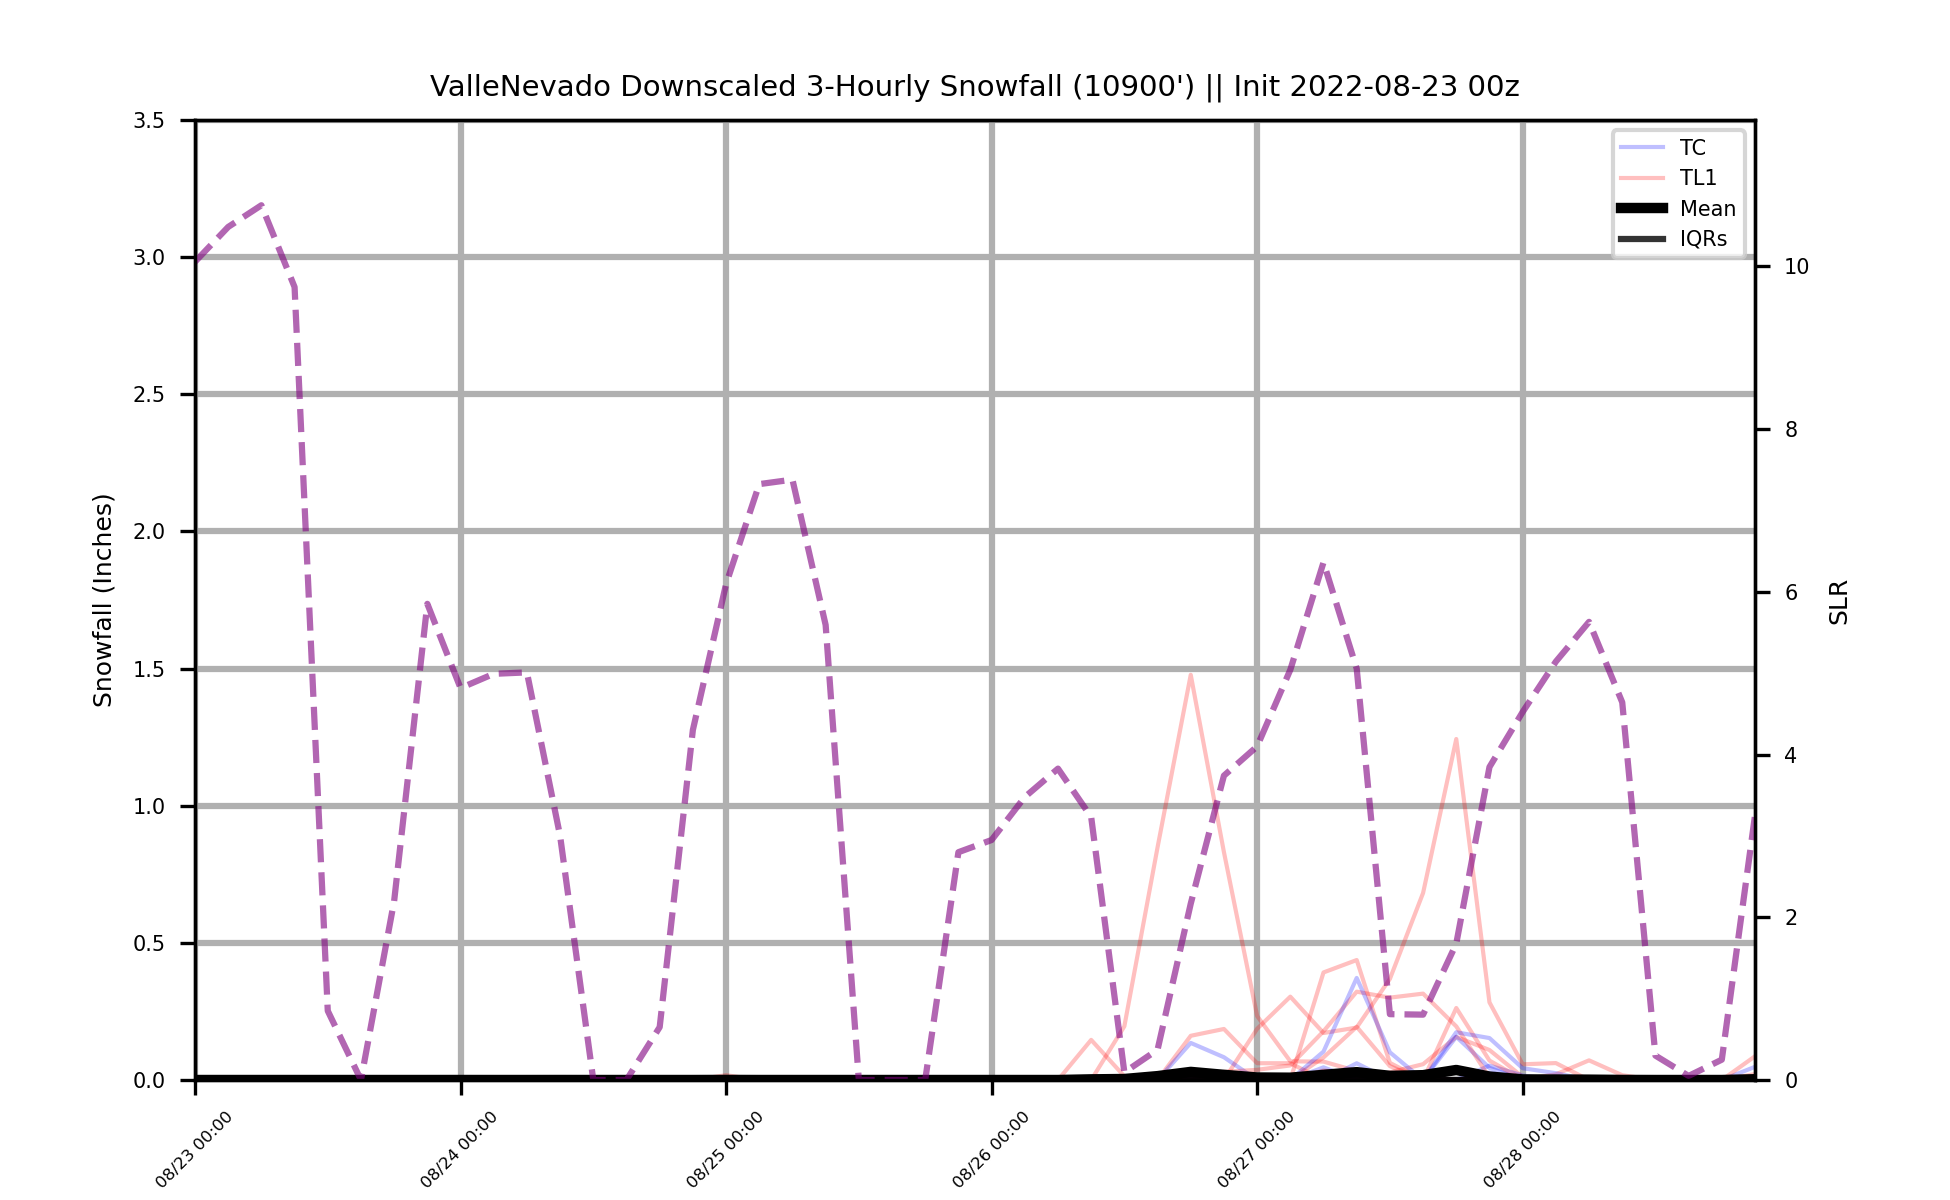 ValleNevado Downscaled 3-Hourly Snowfall (10900') || Init 2022-08-23 00z
3.5
3.0
2.5
2.0
1.5
1.0
0.5
0.0
Snowfall (Inches)
TC
TL1
Mean
IQRs
10
8
6
4
2
0
SLR
08/23 00:00
08/24 00:00
08/25 00:00
08/26 00:00
08/27 00:00
08/28 00:00